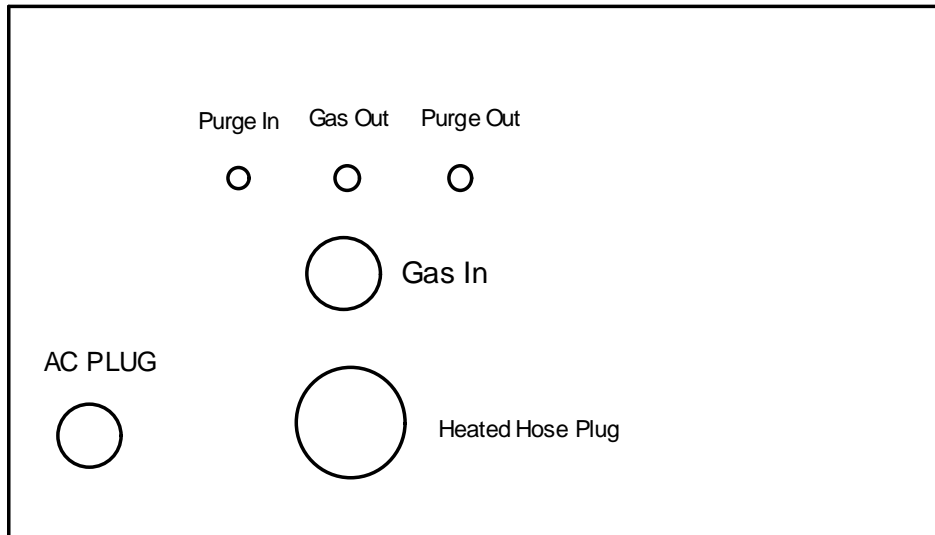 Purge In Gas Out Purge Out
Gas In
AC PLUG
Heated Hose Plug